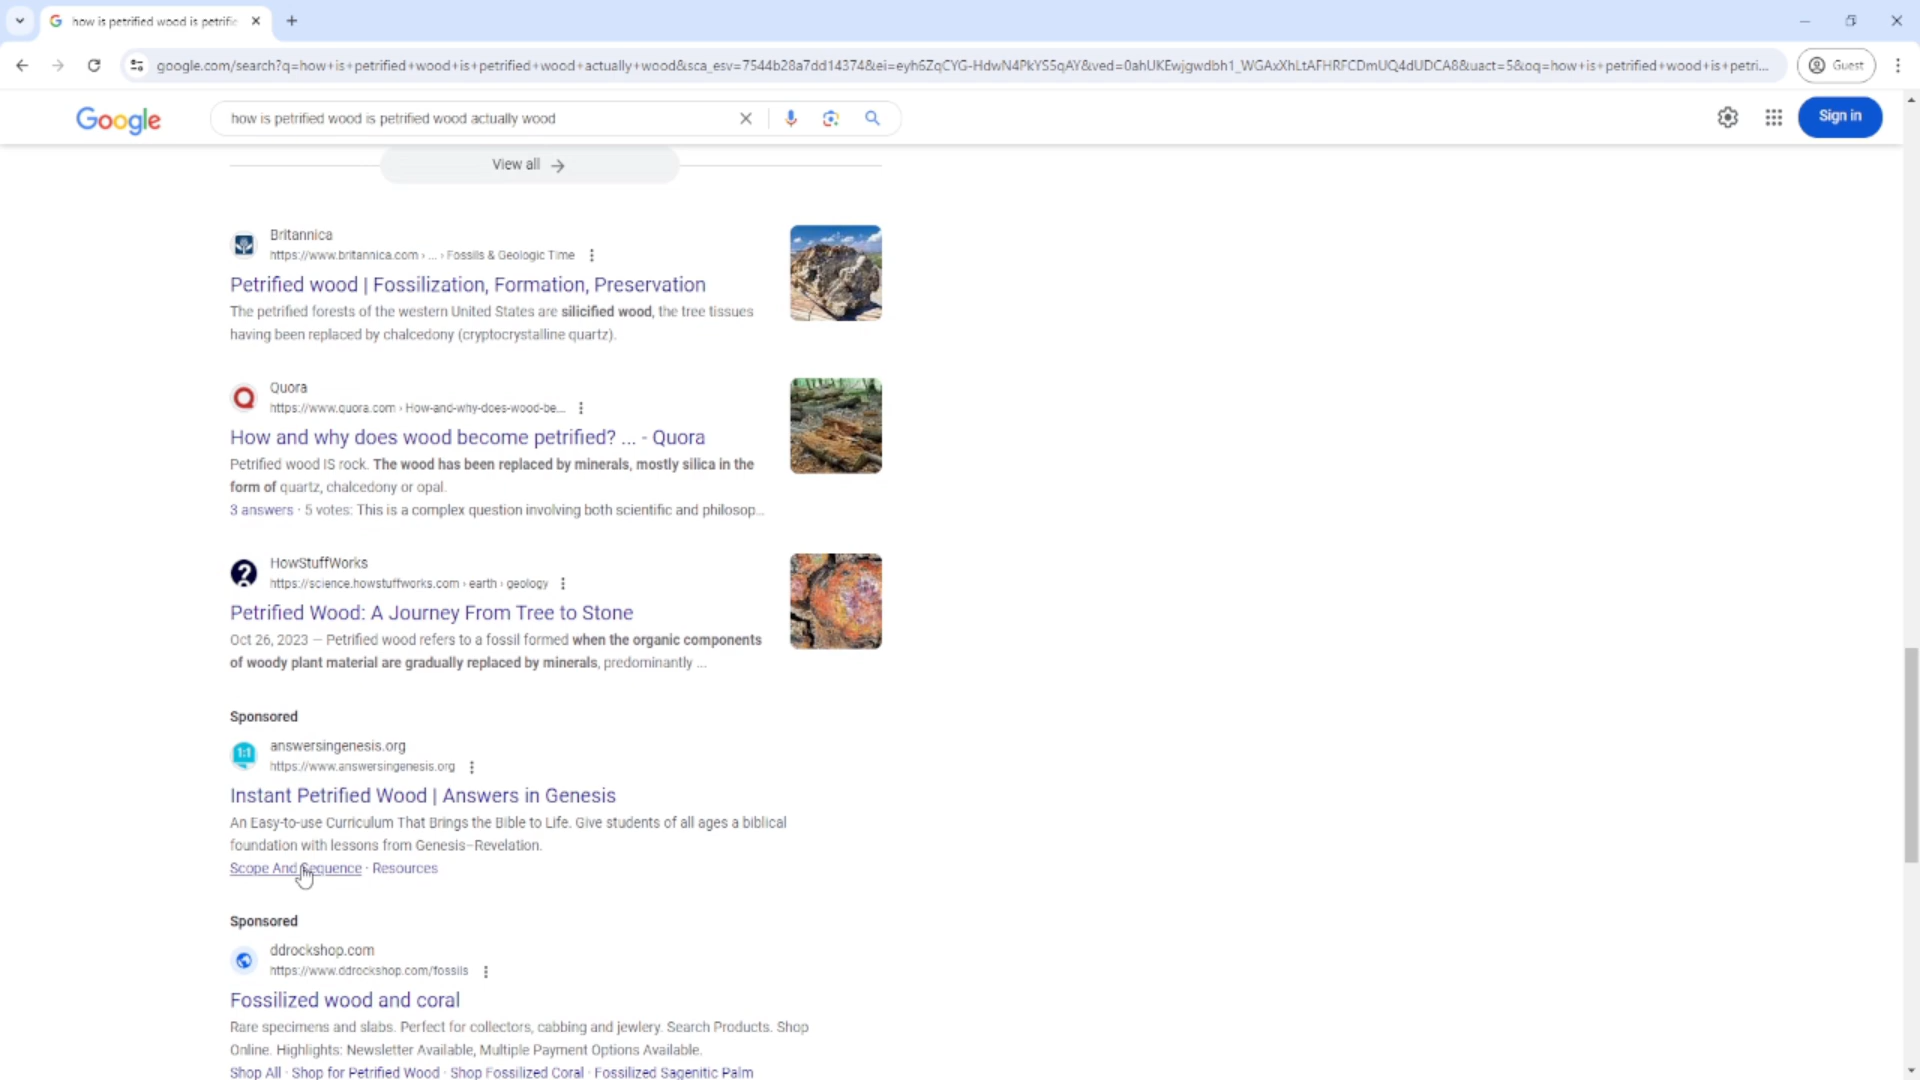 how is petrified wood is petrifie
google.com/search?q=how+is+petrified+wood+is+petrified+wood+actually+wood&sca_esv=7544b28a7dd14374&ei=eyh6ZqCYG-HdwN4PkYS5qAY&ved=0ahUKEwjgwdbh1_WGAxXhLtAFHRFCDmUQ4dUDCA8&uact=5&oq=how+is+petrified+wood+is+petri...
Guest
Google
how is petrified wood is petrified wood actually wood
Sign in
View all
Britannica
https://www.britannica.com › ... › Fossils & Geologic Time
Petrified wood | Fossilization, Formation, Preservation
The petrified forests of the western United States are silicified wood, the tree tissues
having been replaced by chalcedony (cryptocrystalline quartz).
Quora
https://www.quora.com › How-and-why-does-wood-be...
How and why does wood become petrified? ... - Quora
Petrified wood IS rock. The wood has been replaced by minerals, mostly silica in the
form of quartz, chalcedony or opal.
3 answers · 5 votes: This is a complex question involving both scientific and philosop...
HowStuffWorks
https://science.howstuffworks.com › earth › geology
Petrified Wood: A Journey From Tree to Stone
Oct 26, 2023 — Petrified wood refers to a fossil formed when the organic components
of woody plant material are gradually replaced by minerals, predominantly ...
Sponsored
1:1
answersingenesis.org
https://www.answersingenesis.org
Instant Petrified Wood | Answers in Genesis
An Easy-to-use Curriculum That Brings the Bible to Life. Give students of all ages a biblical
foundation with lessons from Genesis–Revelation.
Scope And Sequence · Resources
Sponsored
ddrockshop.com
https://www.ddrockshop.com/fossils
Fossilized wood and coral
Rare specimens and slabs. Perfect for collectors, cabbing and jewlery. Search Products. Shop
Online. Highlights: Newsletter Available, Multiple Payment Options Available.
Shop All · Shop for Petrified Wood · Shop Fossilized Coral · Fossilized Sagenitic Palm